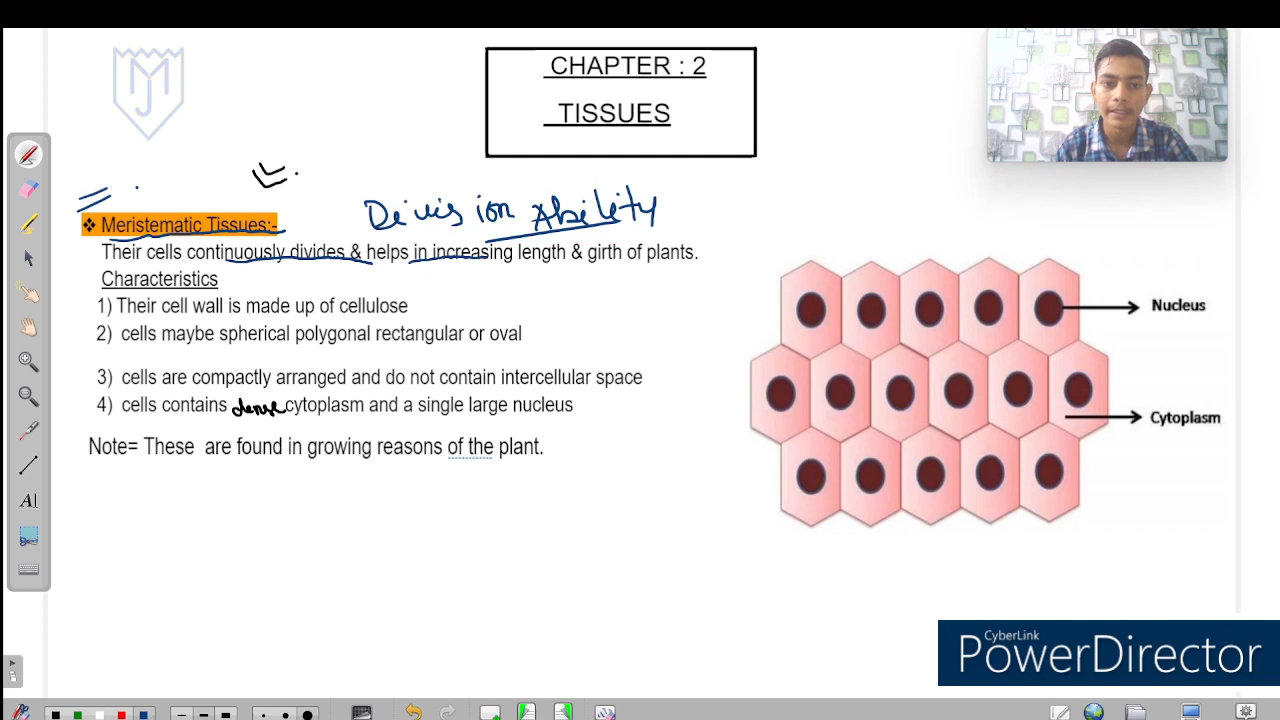 CHAPTER : 2
TISSUES
Division Ability
❖ Meristematic Tissues:-
Their cells continuously divides & helps in increasing length & girth of plants.
Characteristics
1) Their cell wall is made up of cellulose
2) cells maybe spherical polygonal rectangular or oval
3) cells are compactly arranged and do not contain intercellular space
4) cells contains dense cytoplasm and a single large nucleus
Note= These are found in growing reasons of the plant.
Nucleus
Cytoplasm
CyberLink
PowerDirector